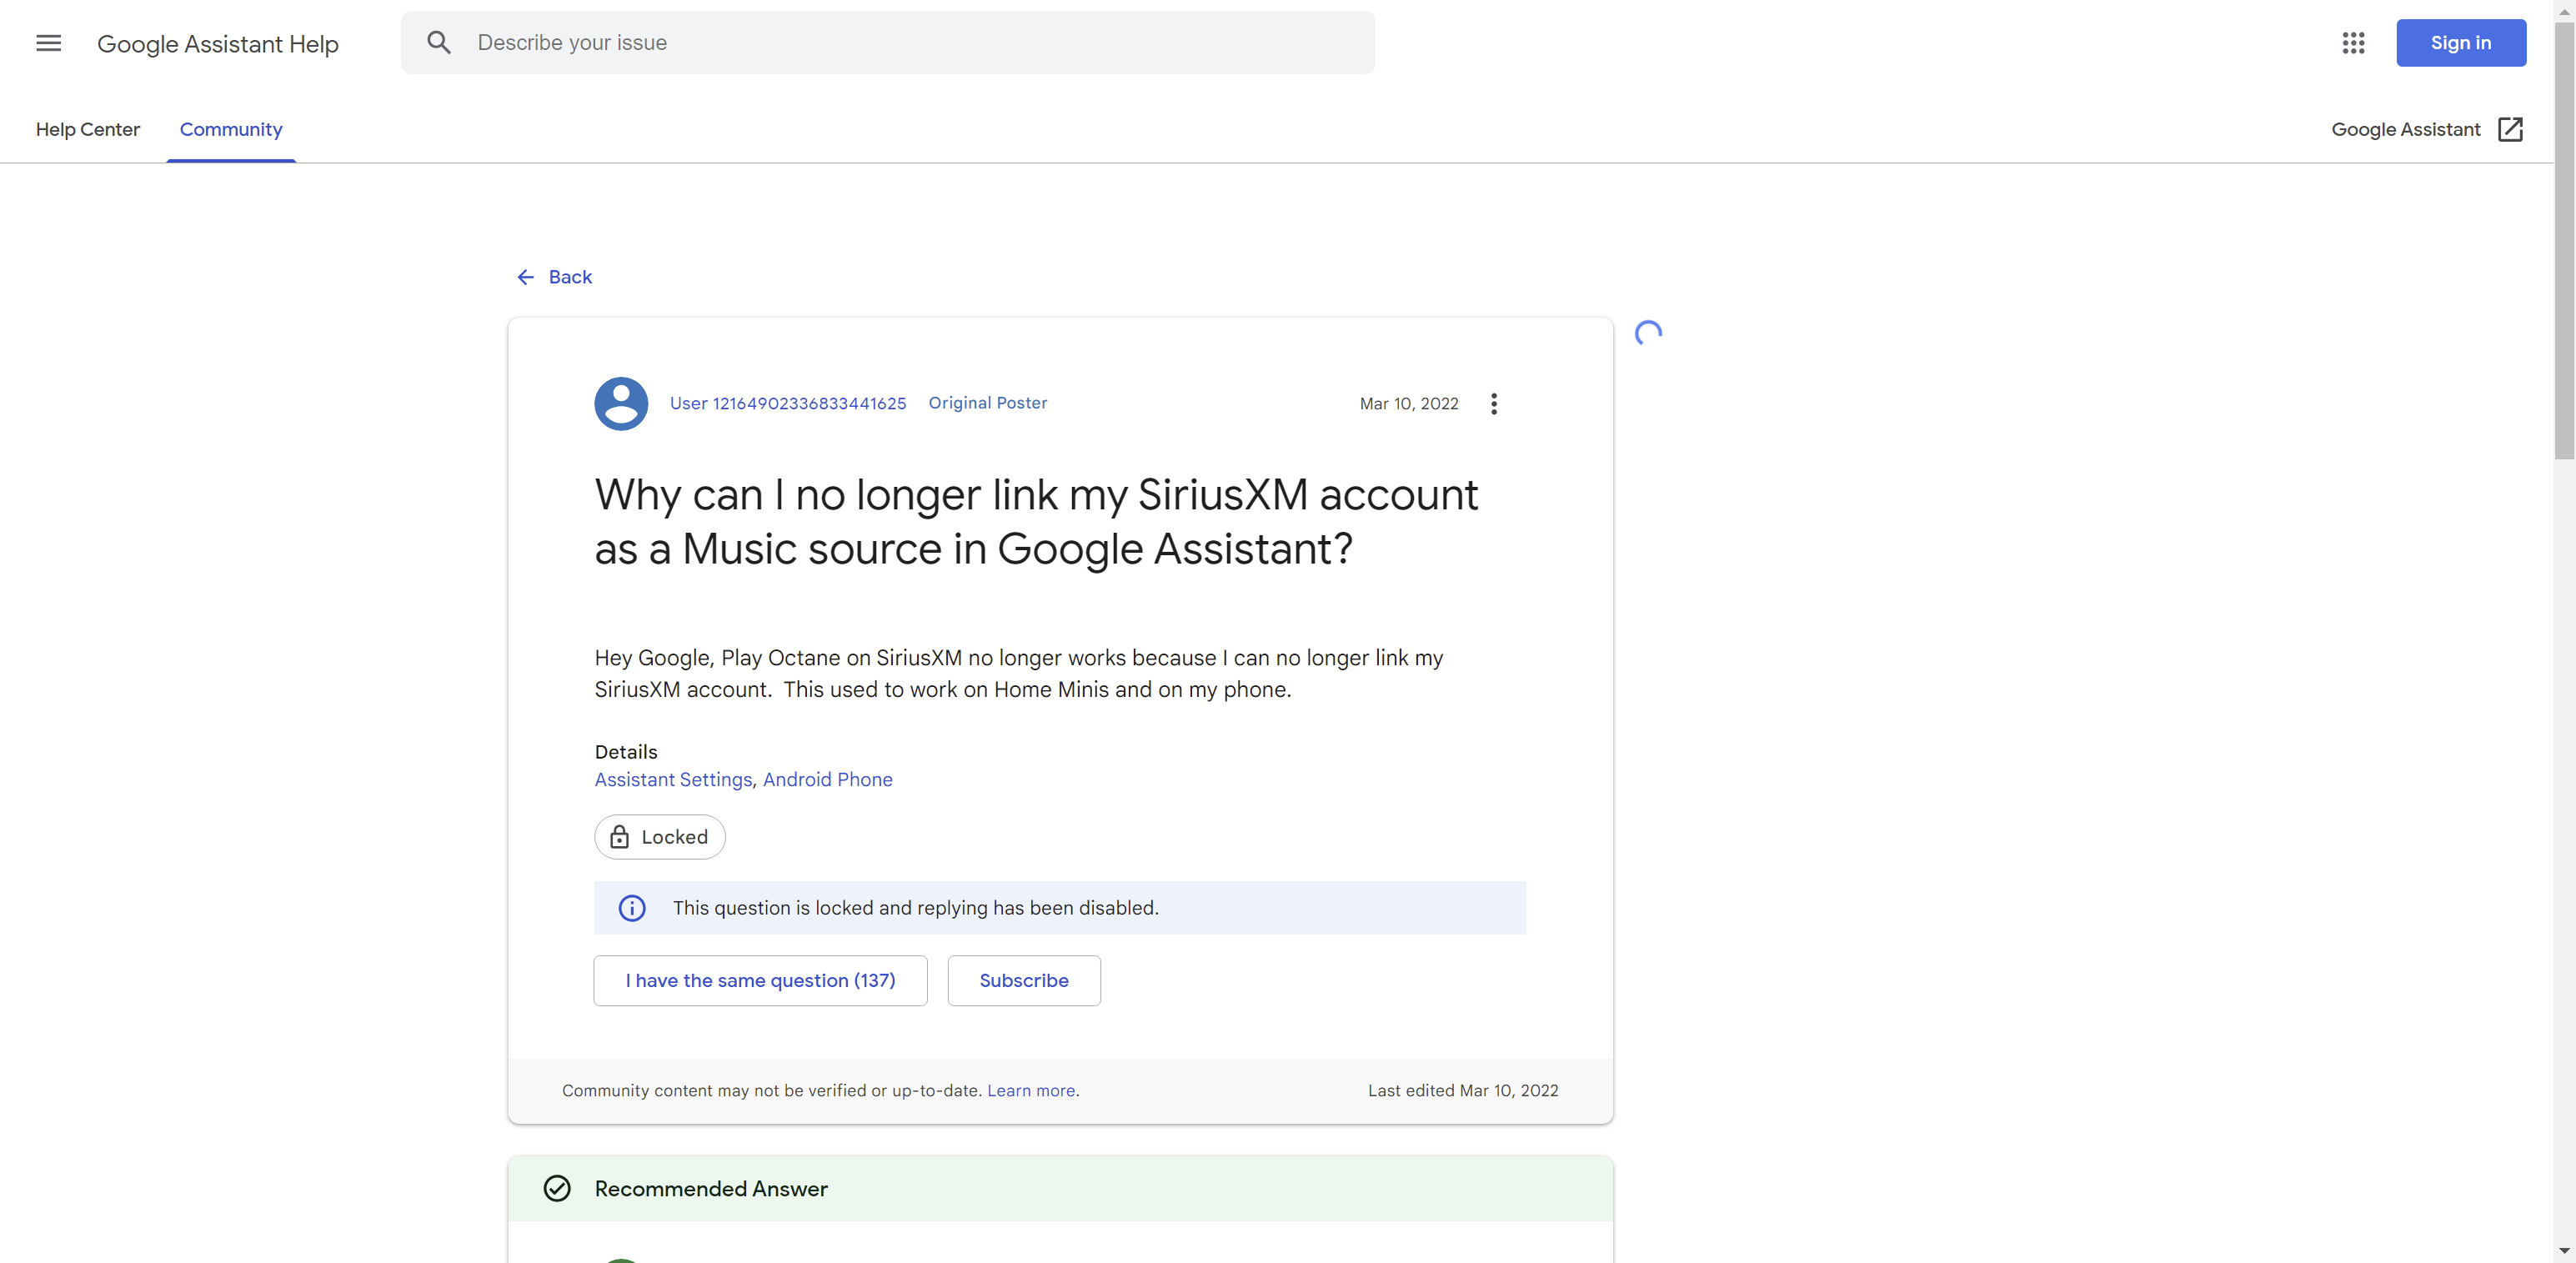 Google Assistant Help
Describe your issue
Sign in
Help Center
Community
Google Assistant
Back
User 12164902336833441625
Original Poster
Mar 10, 2022
Why can I no longer link my SiriusXM account
as a Music source in Google Assistant?
Hey Google, Play Octane on SiriusXM no longer works because I can no longer link my
SiriusXM account.  This used to work on Home Minis and on my phone.
Details
Assistant Settings, Android Phone
Locked
This question is locked and replying has been disabled.
I have the same question (137)
Subscribe
Community content may not be verified or up-to-date. Learn more.
Last edited Mar 10, 2022
Recommended Answer